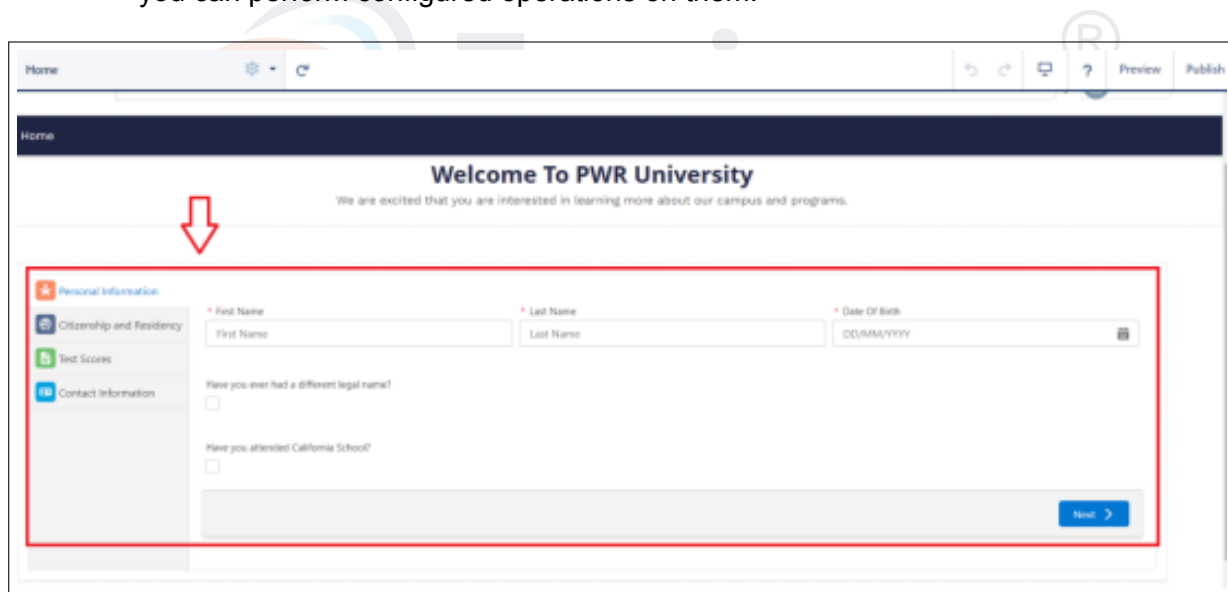 you can perform configured operations on them.
®
Home
? Preview Publish
Home
Welcome To PWR University
We are excited that you are interested in learning more about our campus and programs.
Personal Information
Citizenship and Residency
Test Scores
Contact Information
* First Name * Last Name * Date Of Birth
First Name Last Name DD/MM/YYYY
Have you ever had a different legal name?
Have you attended California School?
Next